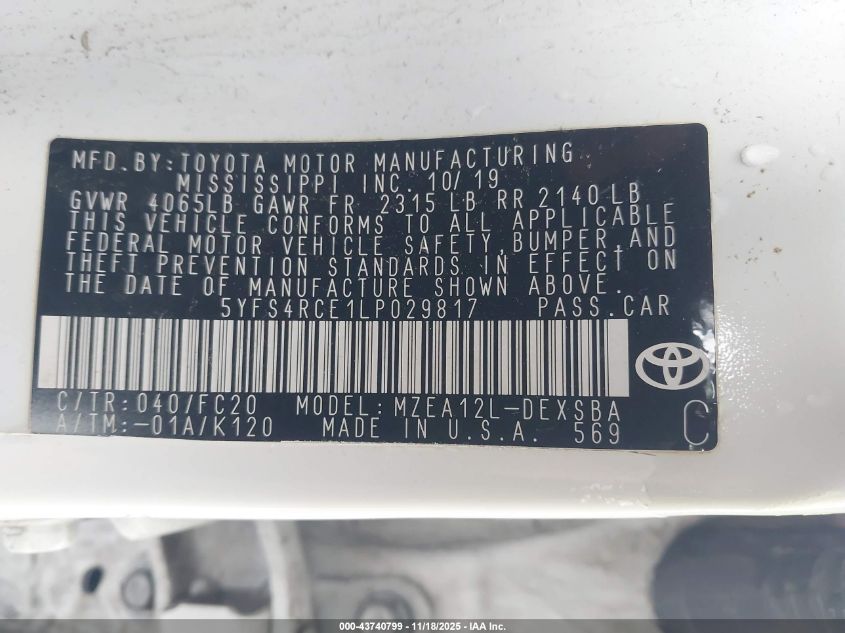 MFD. BY: TOYOTA MOTOR MANUFACTURING
MISSISSIPPI INC. 10/19
GVWR 4065LB GAWR FR 2315 LB RR 2140 LB
THIS VEHICLE CONFORMS TO ALL APPLICABLE
FEDERAL MOTOR VEHICLE SAFETY, BUMPER, AND
THEFT PREVENTION STANDARDS IN EFFECT ON
THE DATE OF MANUFACTURE SHOWN ABOVE.
5YFS4RCE1LP029817 PASS. CAR
C/TR: 040/FC20 MODEL: MZEA12L-DEXSBA
A/TM: -01A/K120 MADE IN U.S.A. 569 C
000-43740799 - 11/18/2025 - IAA Inc.